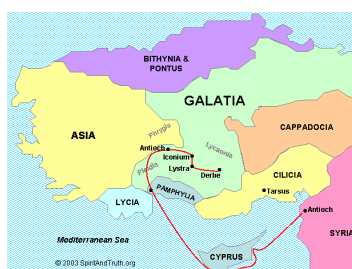 BITHYNIA &
PONTUS
GALATIA
ASIA
Phrygia
Lycaonia
CAPPADOCIA
Antioch
Iconium
Lystra
Derbe
Pisidia
PAMPHYLIA
CILICIA
Tarsus
LYCIA
Antioch
SYRIA
Mediterranean Sea
CYPRUS
© 2003 SpiritAndTruth.org